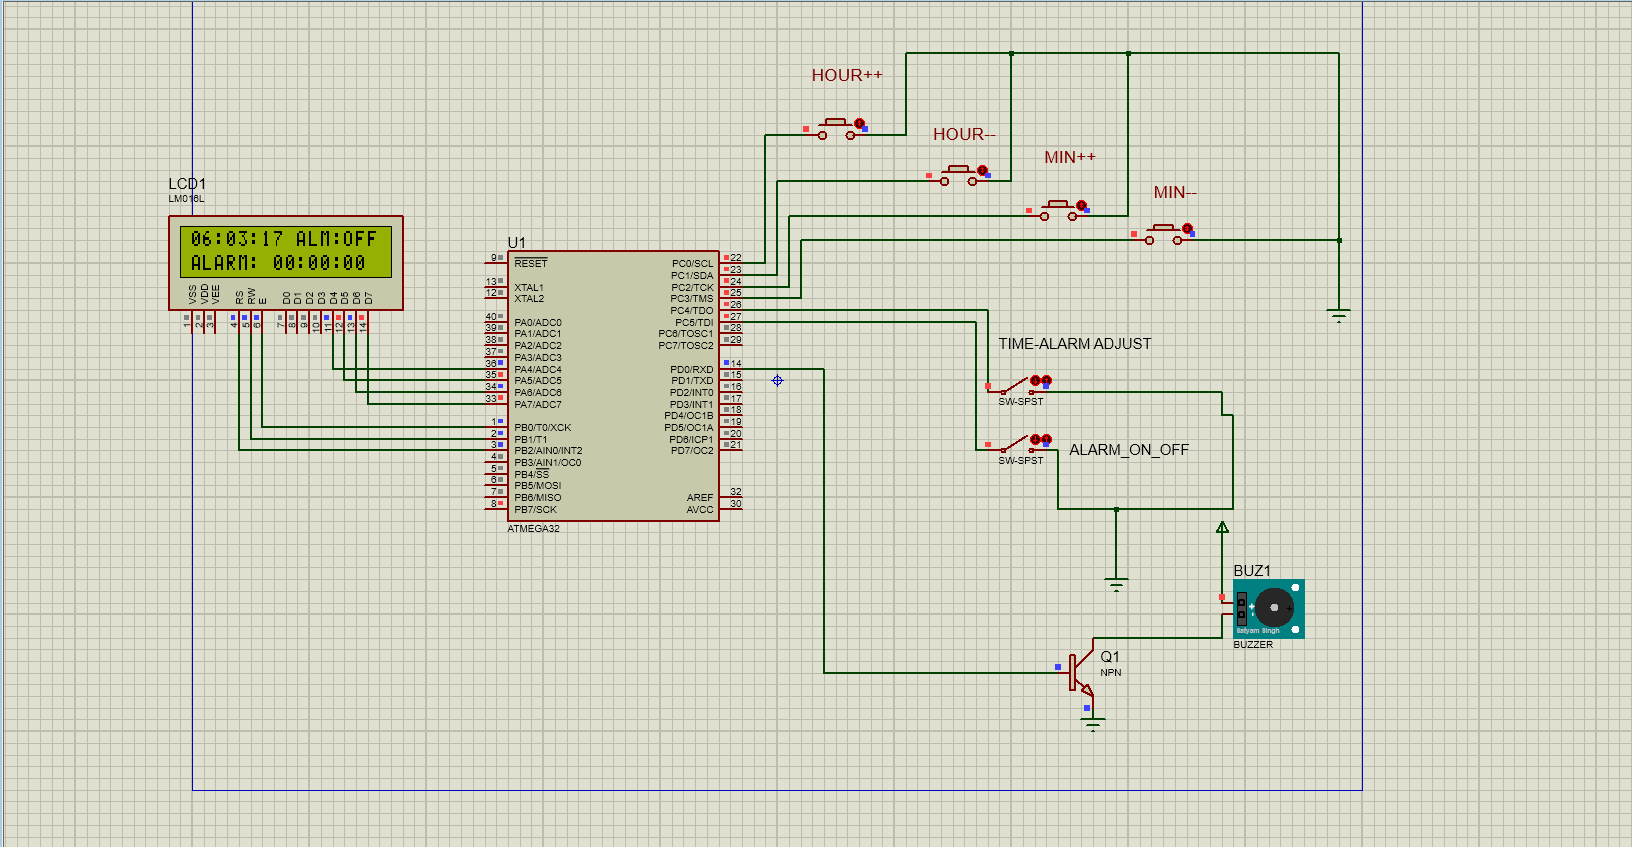 HOUR++
HOUR--
MIN++
MIN--
LCD1
LM016L
06:03:17 ALM:OFF
ALARM: 00:00:00
VSS
VDD
VEE
RS
RW
E
D0
D1
D2
D3
D4
D5
D6
D7
1
2
3
4
5
6
7
8
9
10
11
12
13
14
U1
9 RESET
13 XTAL1
12 XTAL2
40 PA0/ADC0
39 PA1/ADC1
38 PA2/ADC2
37 PA3/ADC3
36 PA4/ADC4
35 PA5/ADC5
34 PA6/ADC6
33 PA7/ADC7
1 PB0/T0/XCK
2 PB1/T1
3 PB2/AIN0/INT2
4 PB3/AIN1/OC0
5 PB4/SS
6 PB5/MOSI
7 PB6/MISO
8 PB7/SCK
PC0/SCL 22
PC1/SDA 23
PC2/TCK 24
PC3/TMS 25
PC4/TDO 26
PC5/TDI 27
PC6/TOSC1 28
PC7/TOSC2 29
PD0/RXD 14
PD1/TXD 15
PD2/INT0 16
PD3/INT1 17
PD4/OC1B 18
PD5/OC1A 19
PD6/ICP1 20
PD7/OC2 21
AREF 32
AVCC 30
ATMEGA32
TIME-ALARM ADJUST
SW-SPST
ALARM_ON_OFF
SW-SPST
BUZ1
Satyam Singh
BUZZER
Q1
NPN